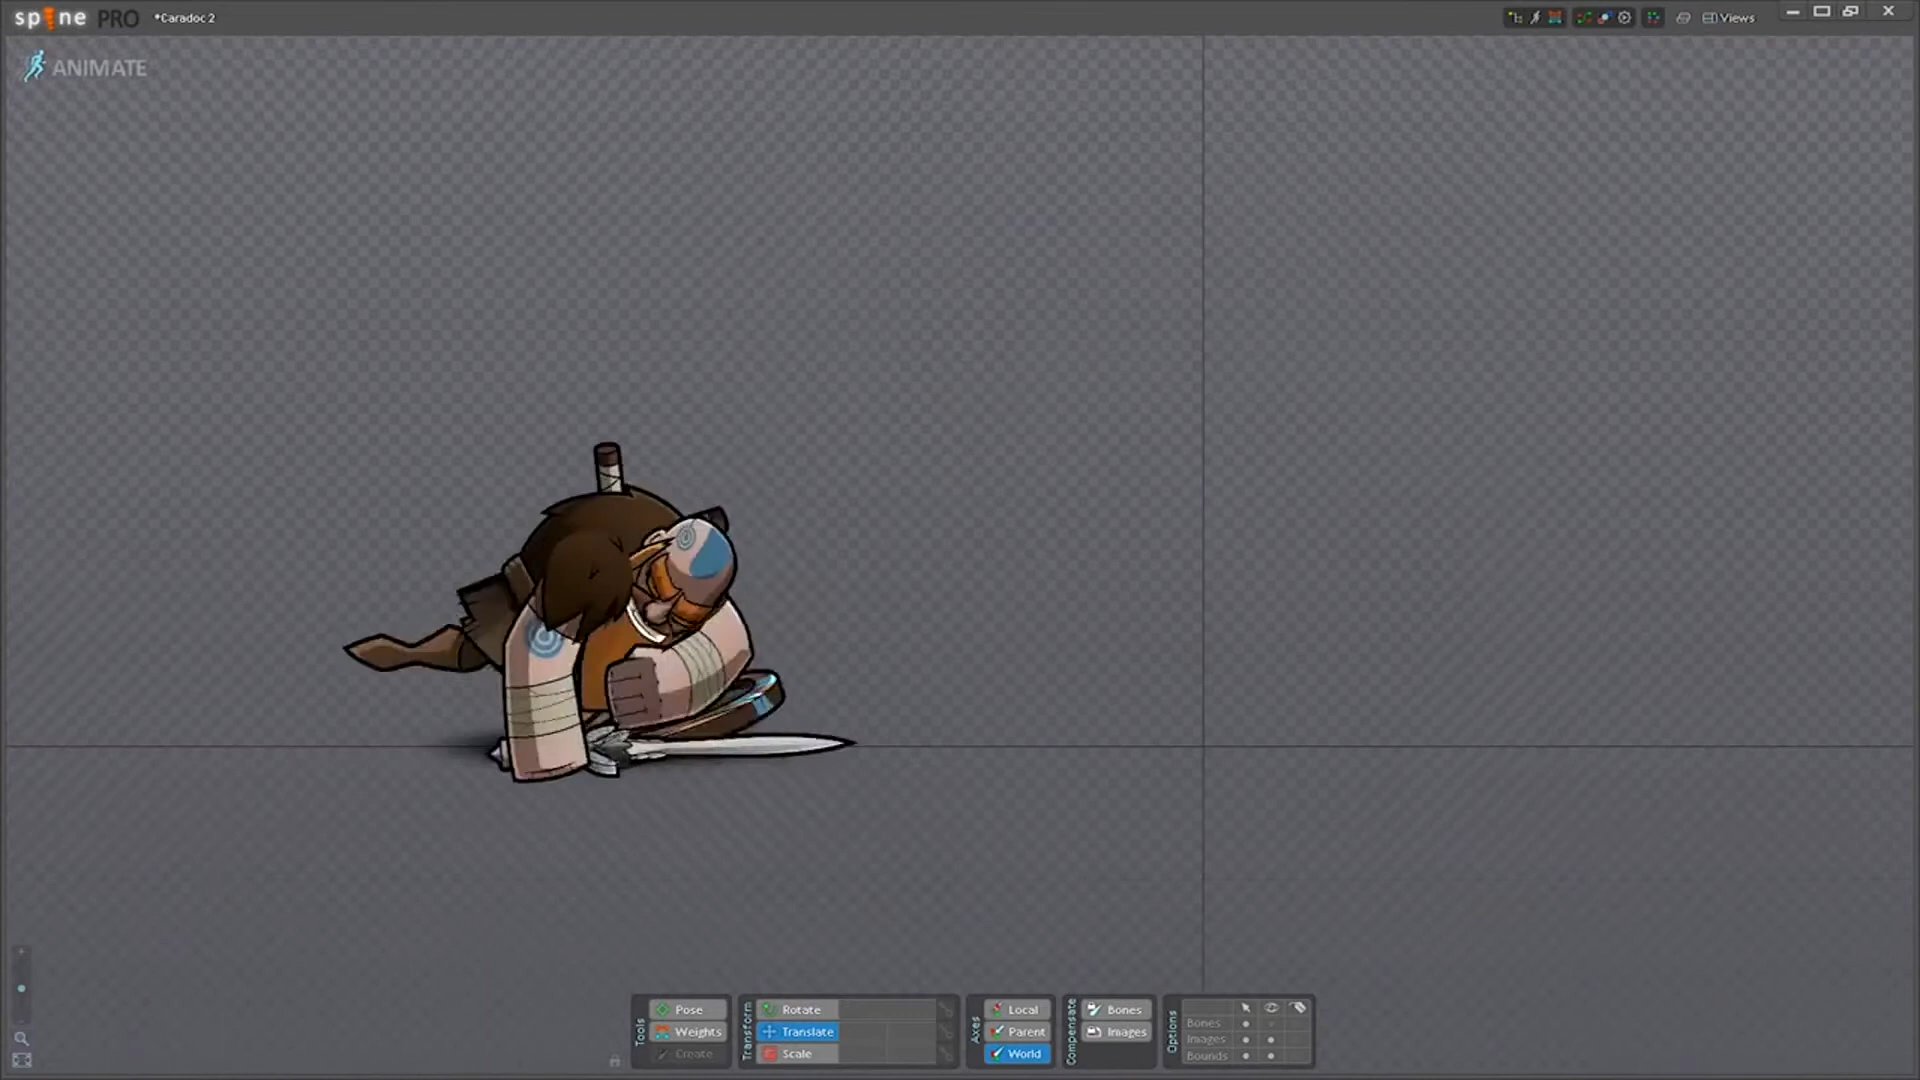 spine PRO *Caradoc 2
Views
ANIMATE
Tools
Pose
Weights
Create
Transform
Rotate
Translate
Scale
Axes
Local
Parent
World
Compensate
Bones
Images
Options
Bones
Images
Bounds